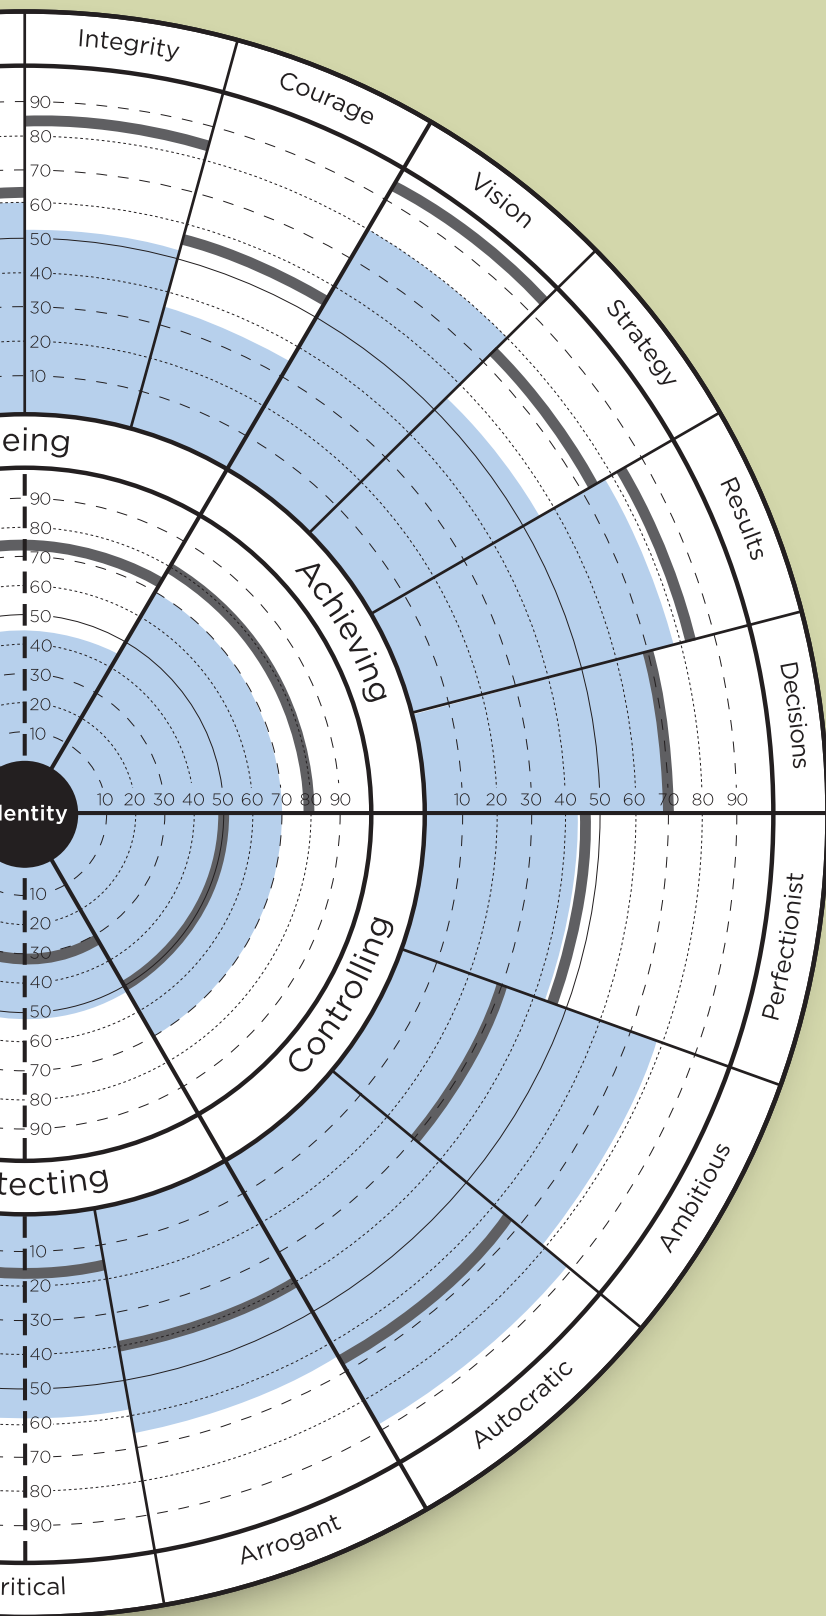 Integrity
Courage
Vision
Strategy
Results
Decisions
90
80
70
60
50
40
30
20
10
eing
Achieving
90
80
70
60
50
40
30
20
10
10 20 30 40 50 60 70 80 90
10 20 30 40 50 60 70 80 90
dentity
10
20
30
40
50
60
70
80
90
Controlling
tecting
10
20
30
40
50
60
70
80
90
Perfectionist
Ambitious
Autocratic
Arrogant
ritical